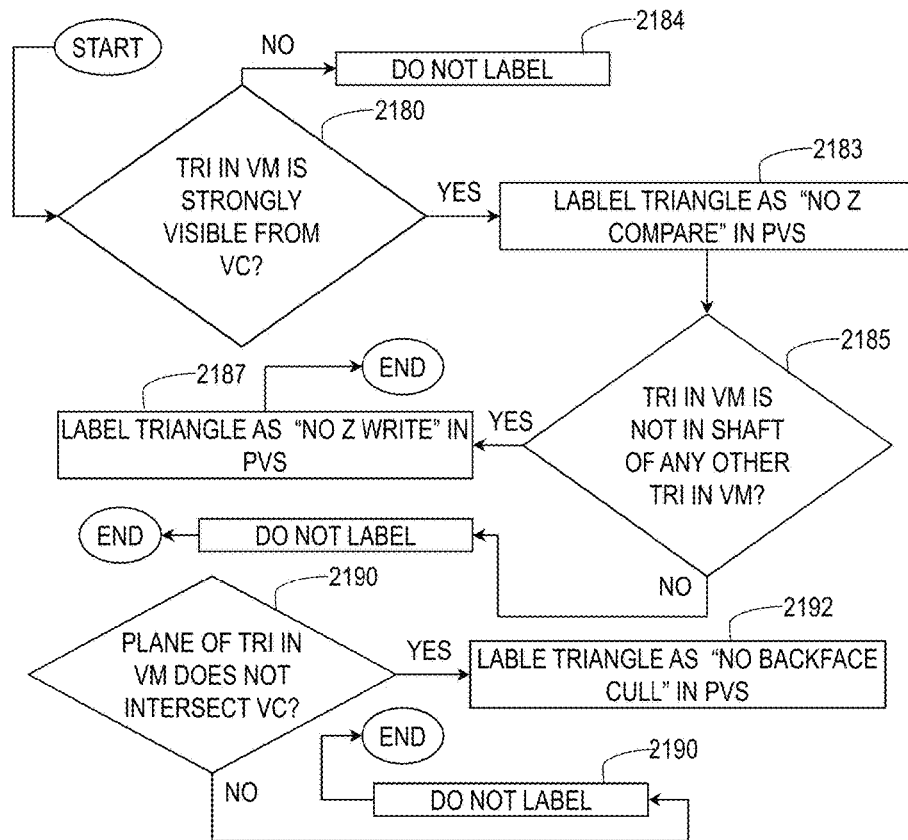 START
NO
2184
DO NOT LABEL
2180
TRI IN VM IS
STRONGLY
VISIBLE FROM
VC?
YES
2183
LABLEL TRIANGLE AS "NO Z
COMPARE" IN PVS
2185
TRI IN VM IS
NOT IN SHAFT
OF ANY OTHER
TRI IN VM?
YES
NO
2187
END
LABEL TRIANGLE AS "NO Z WRITE" IN
PVS
END
DO NOT LABEL
2190
PLANE OF TRI IN
VM DOES NOT
INTERSECT VC?
YES
2192
LABLE TRIANGLE AS "NO BACKFACE
CULL" IN PVS
NO
END
2190
DO NOT LABEL